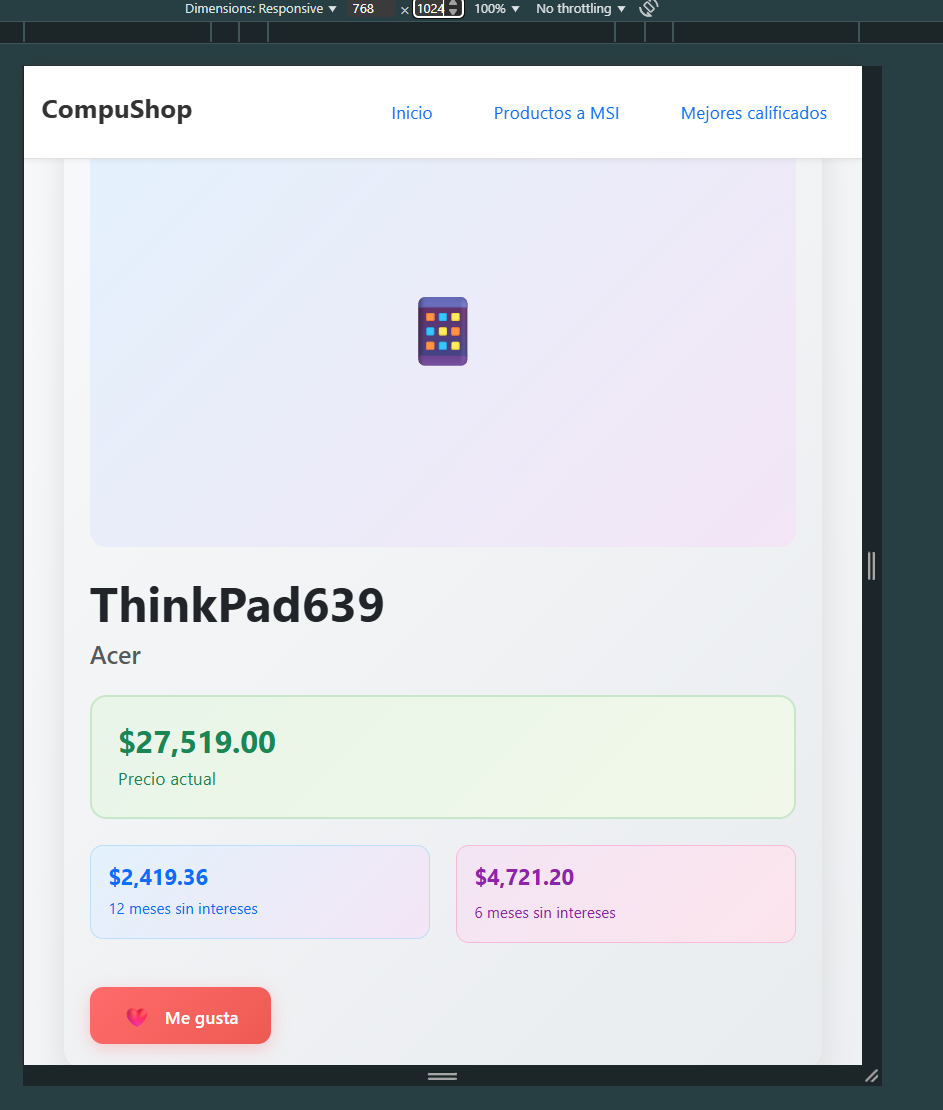 Dimensions: Responsive 768 × 1024 100% No throttling
CompuShop Inicio Productos a MSI Mejores calificados
ThinkPad639
Acer
$27,519.00
Precio actual
$2,419.36
12 meses sin intereses
$4,721.20
6 meses sin intereses
Me gusta